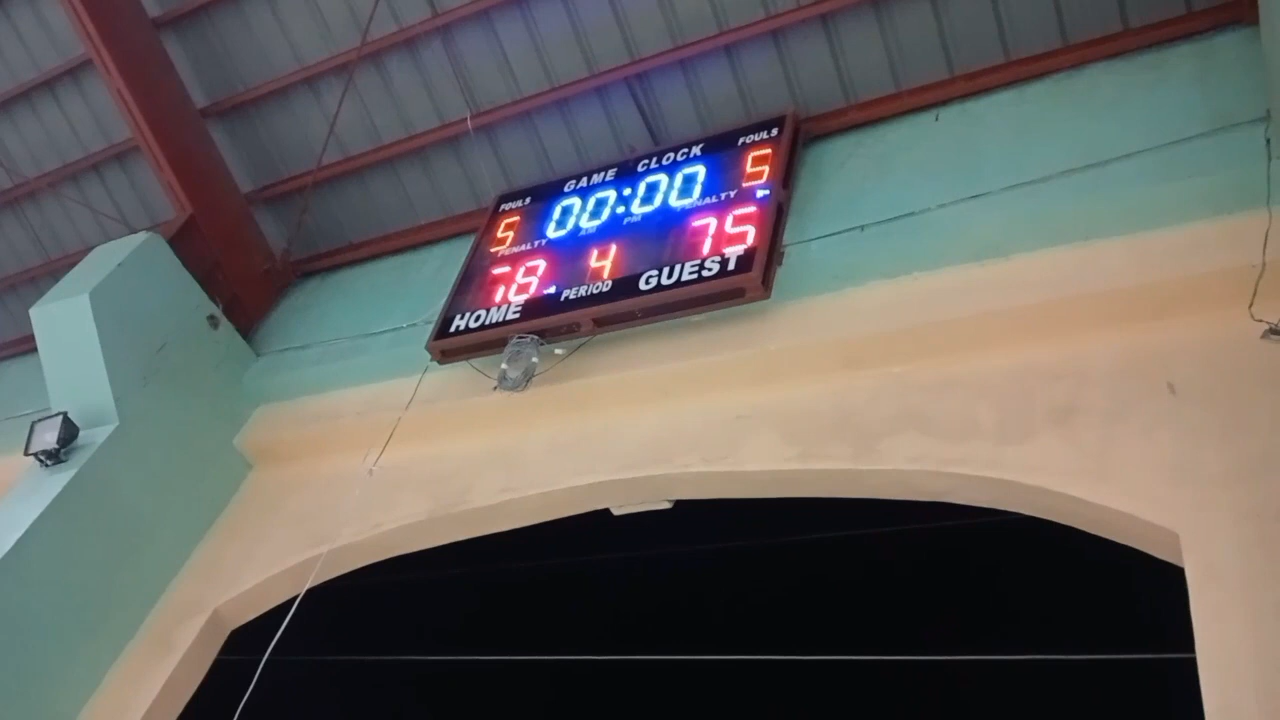 GAME CLOCK
FOULS 00:00 FOULS
5 AM PM 5
PENALTY PENALTY
78 4 75
HOME PERIOD GUEST